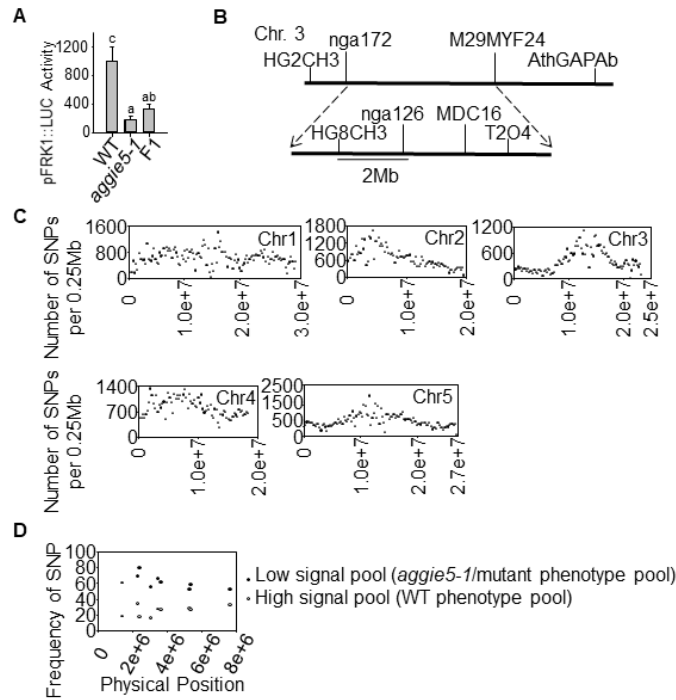 A
pFRK1::LUC Activity
1200
800
400
0
c
a
ab
WT
aggie5-1
F1
B
Chr. 3
HG2CH3
nga172
M29MYF24
AthGAPAb
HG8CH3
nga126
MDC16
T2O4
2Mb
C
Number of SNPs
per 0.25Mb
1600
800
0
Chr1
0
1.0e+7
2.0e+7
3.0e+7
1800
1200
600
0
Chr2
0
1.0e+7
2.0e+7
1200
600
0
Chr3
0
1.0e+7
2.0e+7
2.5e+7
Number of SNPs
per 0.25Mb
1400
700
0
Chr4
0
1.0e+7
2.0e+7
2500
1500
500
0
Chr5
0
1.0e+7
2.0e+7
2.7e+7
D
Frequency of SNP
100
80
60
40
20
0
0
2e+6
4e+6
6e+6
8e+6
Physical Position
Low signal pool (aggie5-1/mutant phenotype pool)
High signal pool (WT phenotype pool)